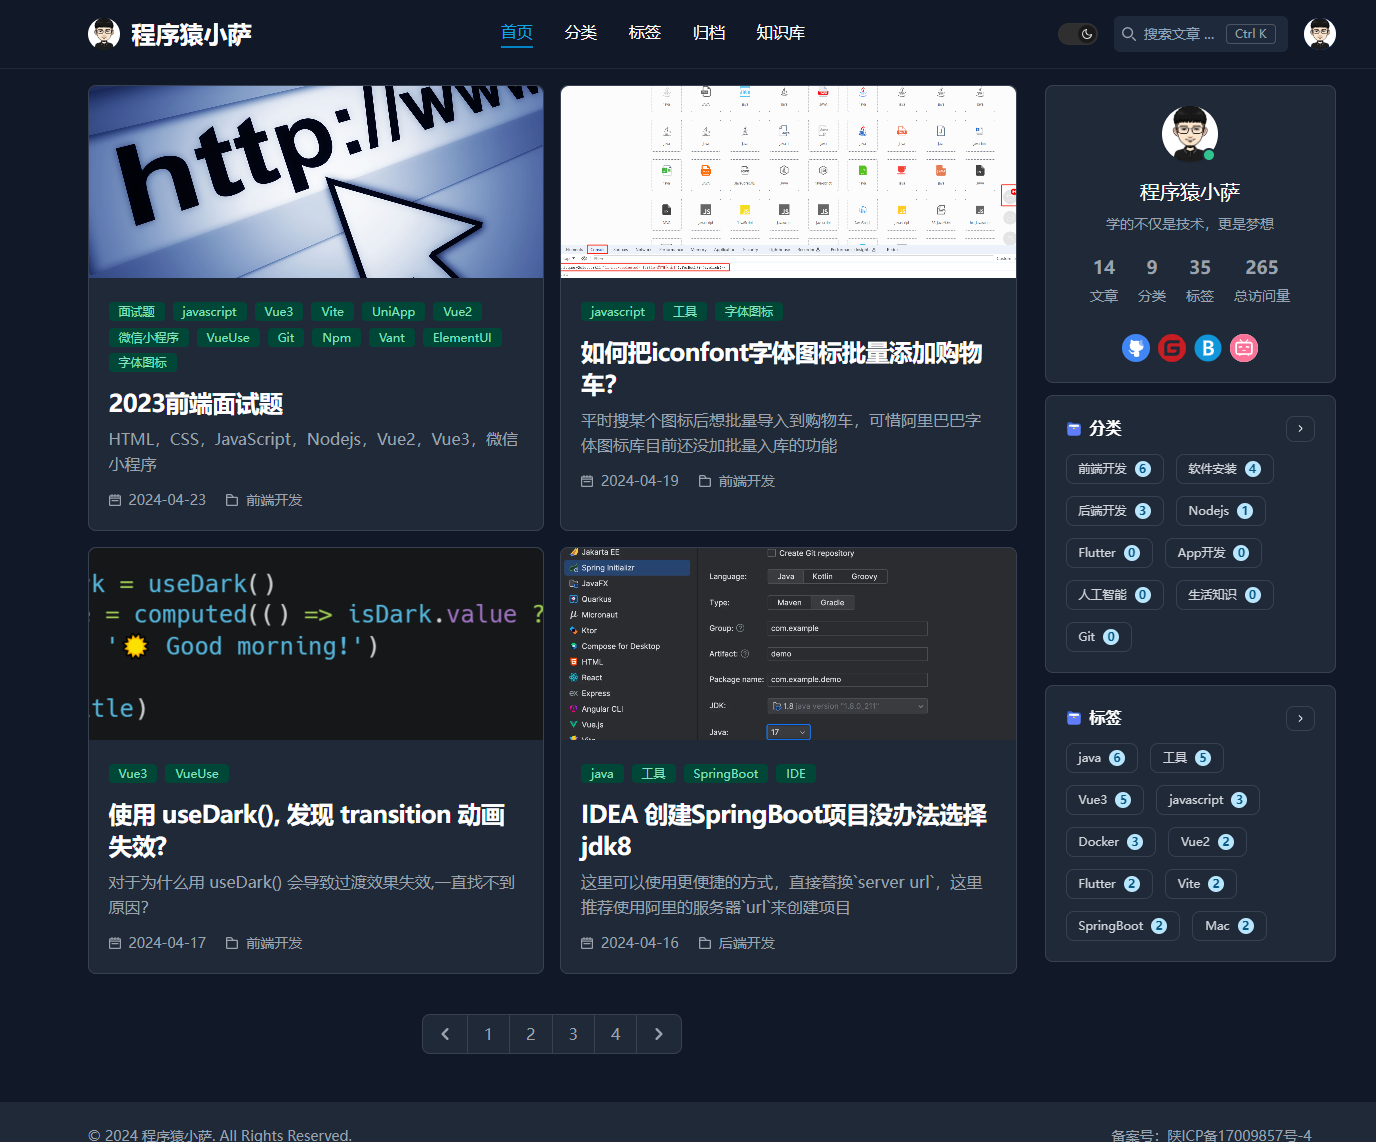 程序猿小萨
首页 分类 标签 归档 知识库
搜索文章 ... Ctrl K
http://www
面试题 javascript Vue3 Vite UniApp Vue2
微信小程序 VueUse Git Npm Vant ElementUI
字体图标
2023前端面试题
HTML，CSS，JavaScript，Nodejs，Vue2，Vue3，微信
小程序
2024-04-23 前端开发
javascript 工具 字体图标
如何把iconfont字体图标批量添加购物
车？
平时搜某个图标后想批量导入到购物车，可惜阿里巴巴字
体图标库目前还没加批量入库的功能
2024-04-19 前端开发
k = useDark()
= computed(() => isDark.value ?
' Good morning!')
tle)
Vue3 VueUse
使用 useDark(), 发现 transition 动画
失效？
对于为什么用 useDark() 会导致过渡效果失效,一直找不到
原因？
2024-04-17 前端开发
Jakarta EE
Spring Initializr
JavaFX
Quarkus
Micronaut
Ktor
Compose for Desktop
HTML
React
Express
Angular CLI
Vue.js
Vite
Create Git repository
Language: Java Kotlin Groovy
Type: Maven Gradle
Group: com.example
Artifact: demo
Package name: com.example.demo
JDK: 1.8 java version "1.8.0_211"
Java: 17
java 工具 SpringBoot IDE
IDEA 创建SpringBoot项目没办法选择
jdk8
这里可以使用更便捷的方式，直接替换`server url`，这里
推荐使用阿里的服务器`url`来创建项目
2024-04-16 后端开发
1 2 3 4
程序猿小萨
学的不仅是技术，更是梦想
14 9 35 265
文章 分类 标签 总访问量
分类
前端开发 6 软件安装 4
后端开发 3 Nodejs 1
Flutter 0 App开发 0
人工智能 0 生活知识 0
Git 0
标签
java 6 工具 5
Vue3 5 javascript 3
Docker 3 Vue2 2
Flutter 2 Vite 2
SpringBoot 2 Mac 2
© 2024 程序猿小萨. All Rights Reserved.
备案号：陕ICP备17009857号-4